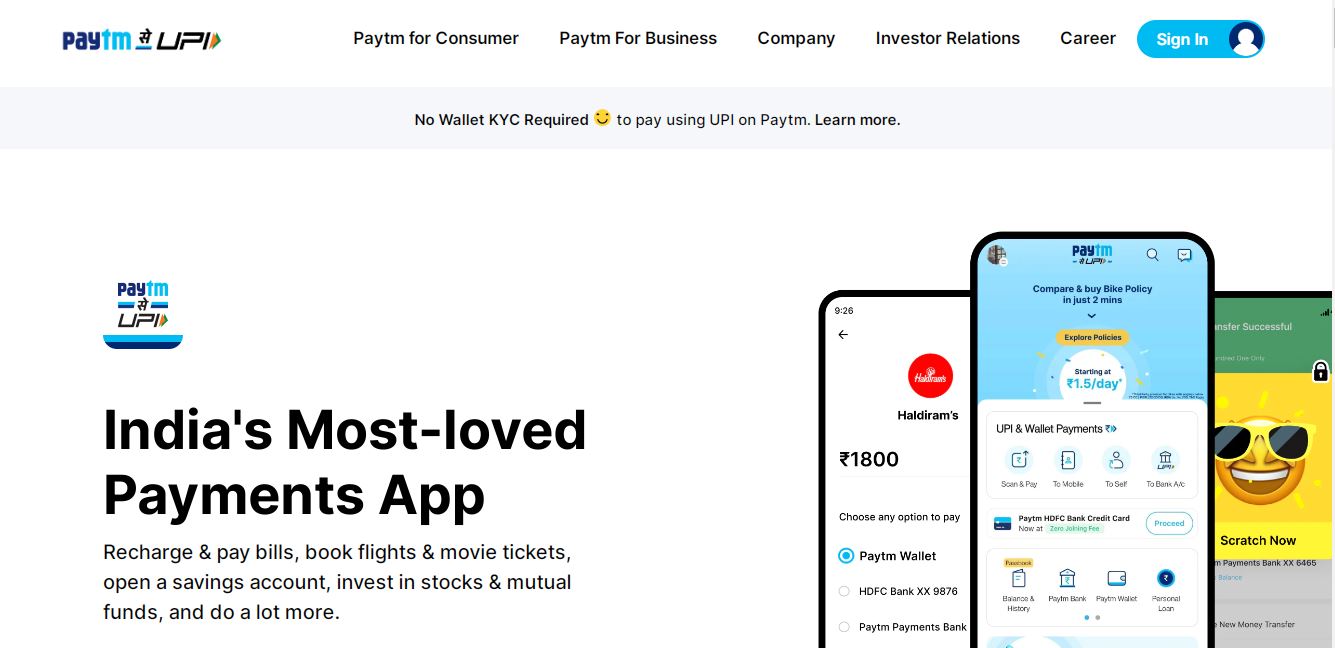 paytm से UPI
Paytm for Consumer
Paytm For Business
Company
Investor Relations
Career
Sign In
No Wallet KYC Required to pay using UPI on Paytm. Learn more.
paytm
से
UPI
India's Most-loved
Payments App
Recharge & pay bills, book flights & movie tickets,
open a savings account, invest in stocks & mutual
funds, and do a lot more.
9:26
Haldiram's
Haldiram's
₹1800
Choose any option to pay
Paytm Wallet
HDFC Bank XX 9876
Paytm Payments Bank
paytm
से UPI
Compare & buy Bike Policy
in just 2 mins
Explore Policies
Starting at
₹1.5/day*
UPI & Wallet Payments
Scan & Pay
To Mobile
To Self
UPI
To Bank A/c
Paytm HDFC Bank Credit Card
Now at Zero Joining Fee
Proceed
Passbook
Balance &
History
Paytm Bank
Paytm Wallet
Personal
Loan
ansfer Successful
undred One Only
Scratch Now
m Payments Bank XX 6465
Balance
New Money Transfer